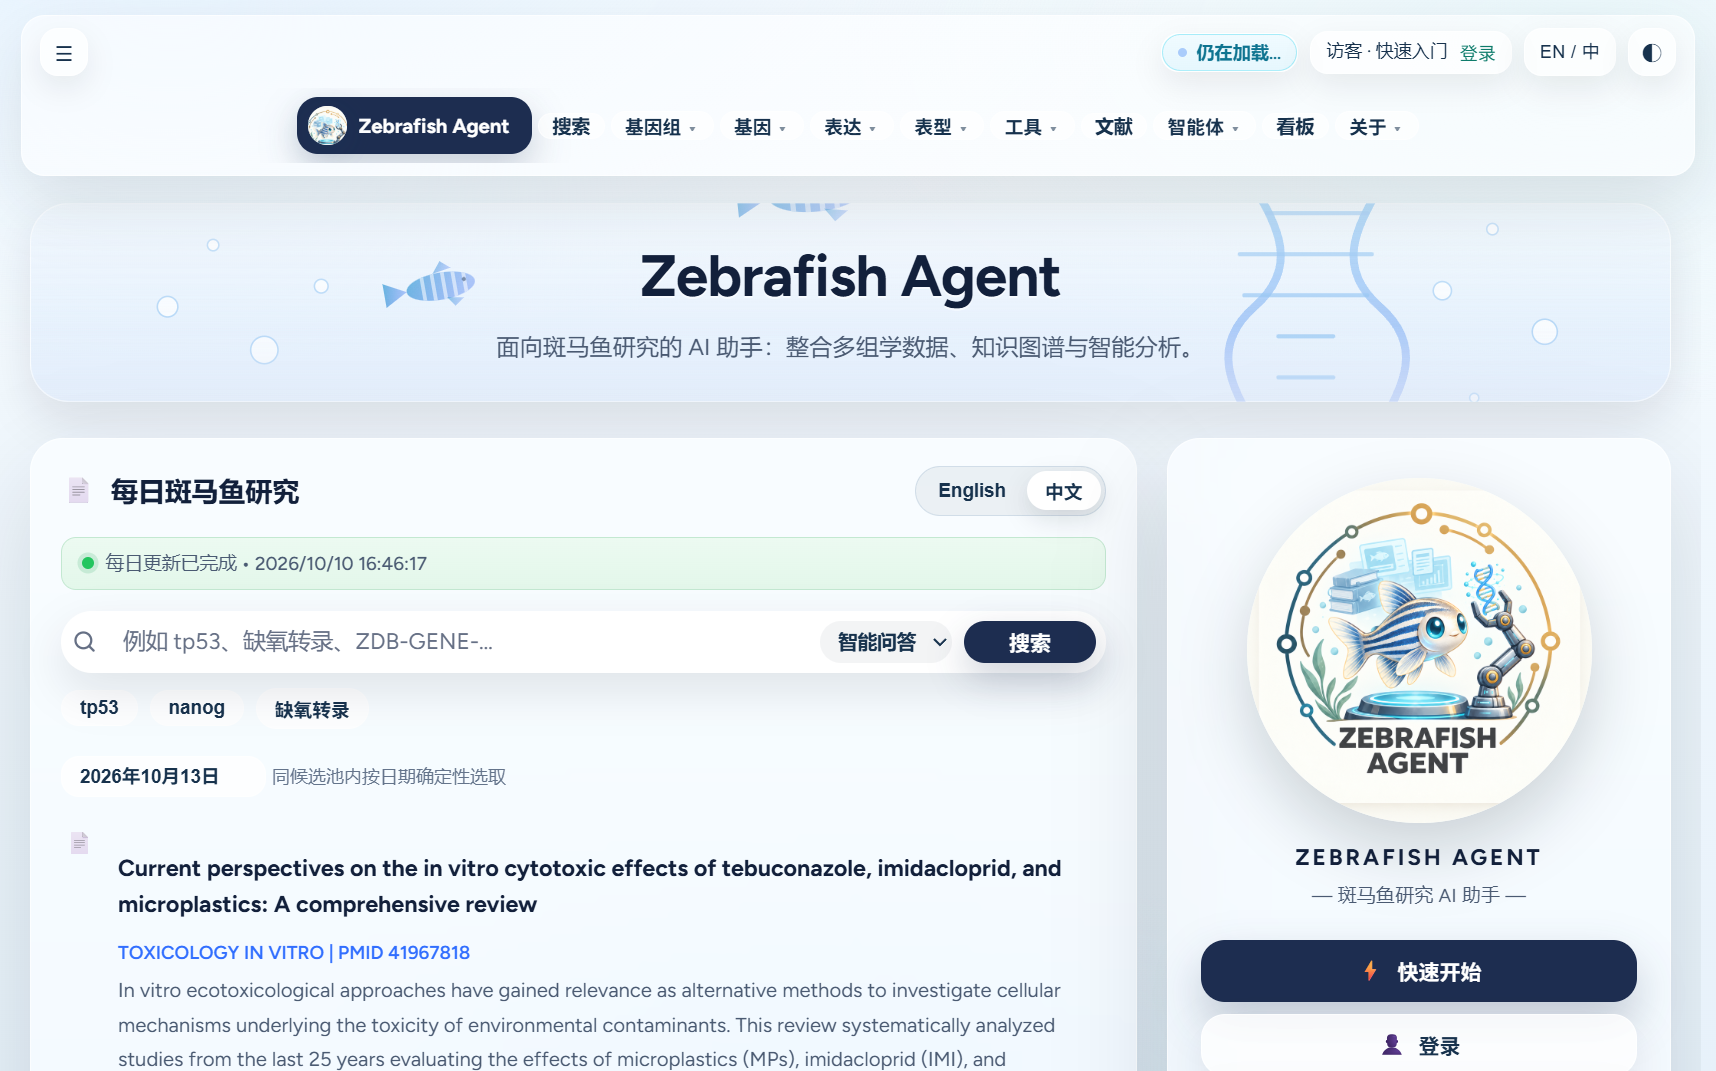 ☰
仍在加载...
访客 · 快速入门 登录
EN / 中
Zebrafish Agent
搜索
基因组
基因
表达
表型
工具
文献
智能体
看板
关于
Zebrafish Agent
面向斑马鱼研究的 AI 助手：整合多组学数据、知识图谱与智能分析。
每日斑马鱼研究
English
中文
每日更新已完成 • 2026/10/10 16:46:17
例如 tp53、缺氧转录、ZDB-GENE-...
智能问答
搜索
tp53
nanog
缺氧转录
2026年10月13日
同候选池内按日期确定性选取
Current perspectives on the in vitro cytotoxic effects of tebuconazole, imidacloprid, and
microplastics: A comprehensive review
TOXICOLOGY IN VITRO | PMID 41967818
In vitro ecotoxicological approaches have gained relevance as alternative methods to investigate cellular
mechanisms underlying the toxicity of environmental contaminants. This review systematically analyzed
studies from the last 25 years evaluating the effects of microplastics (MPs), imidacloprid (IMI), and
ZEBRAFISH
AGENT
ZEBRAFISH AGENT
— 斑马鱼研究 AI 助手 —
快速开始
登录